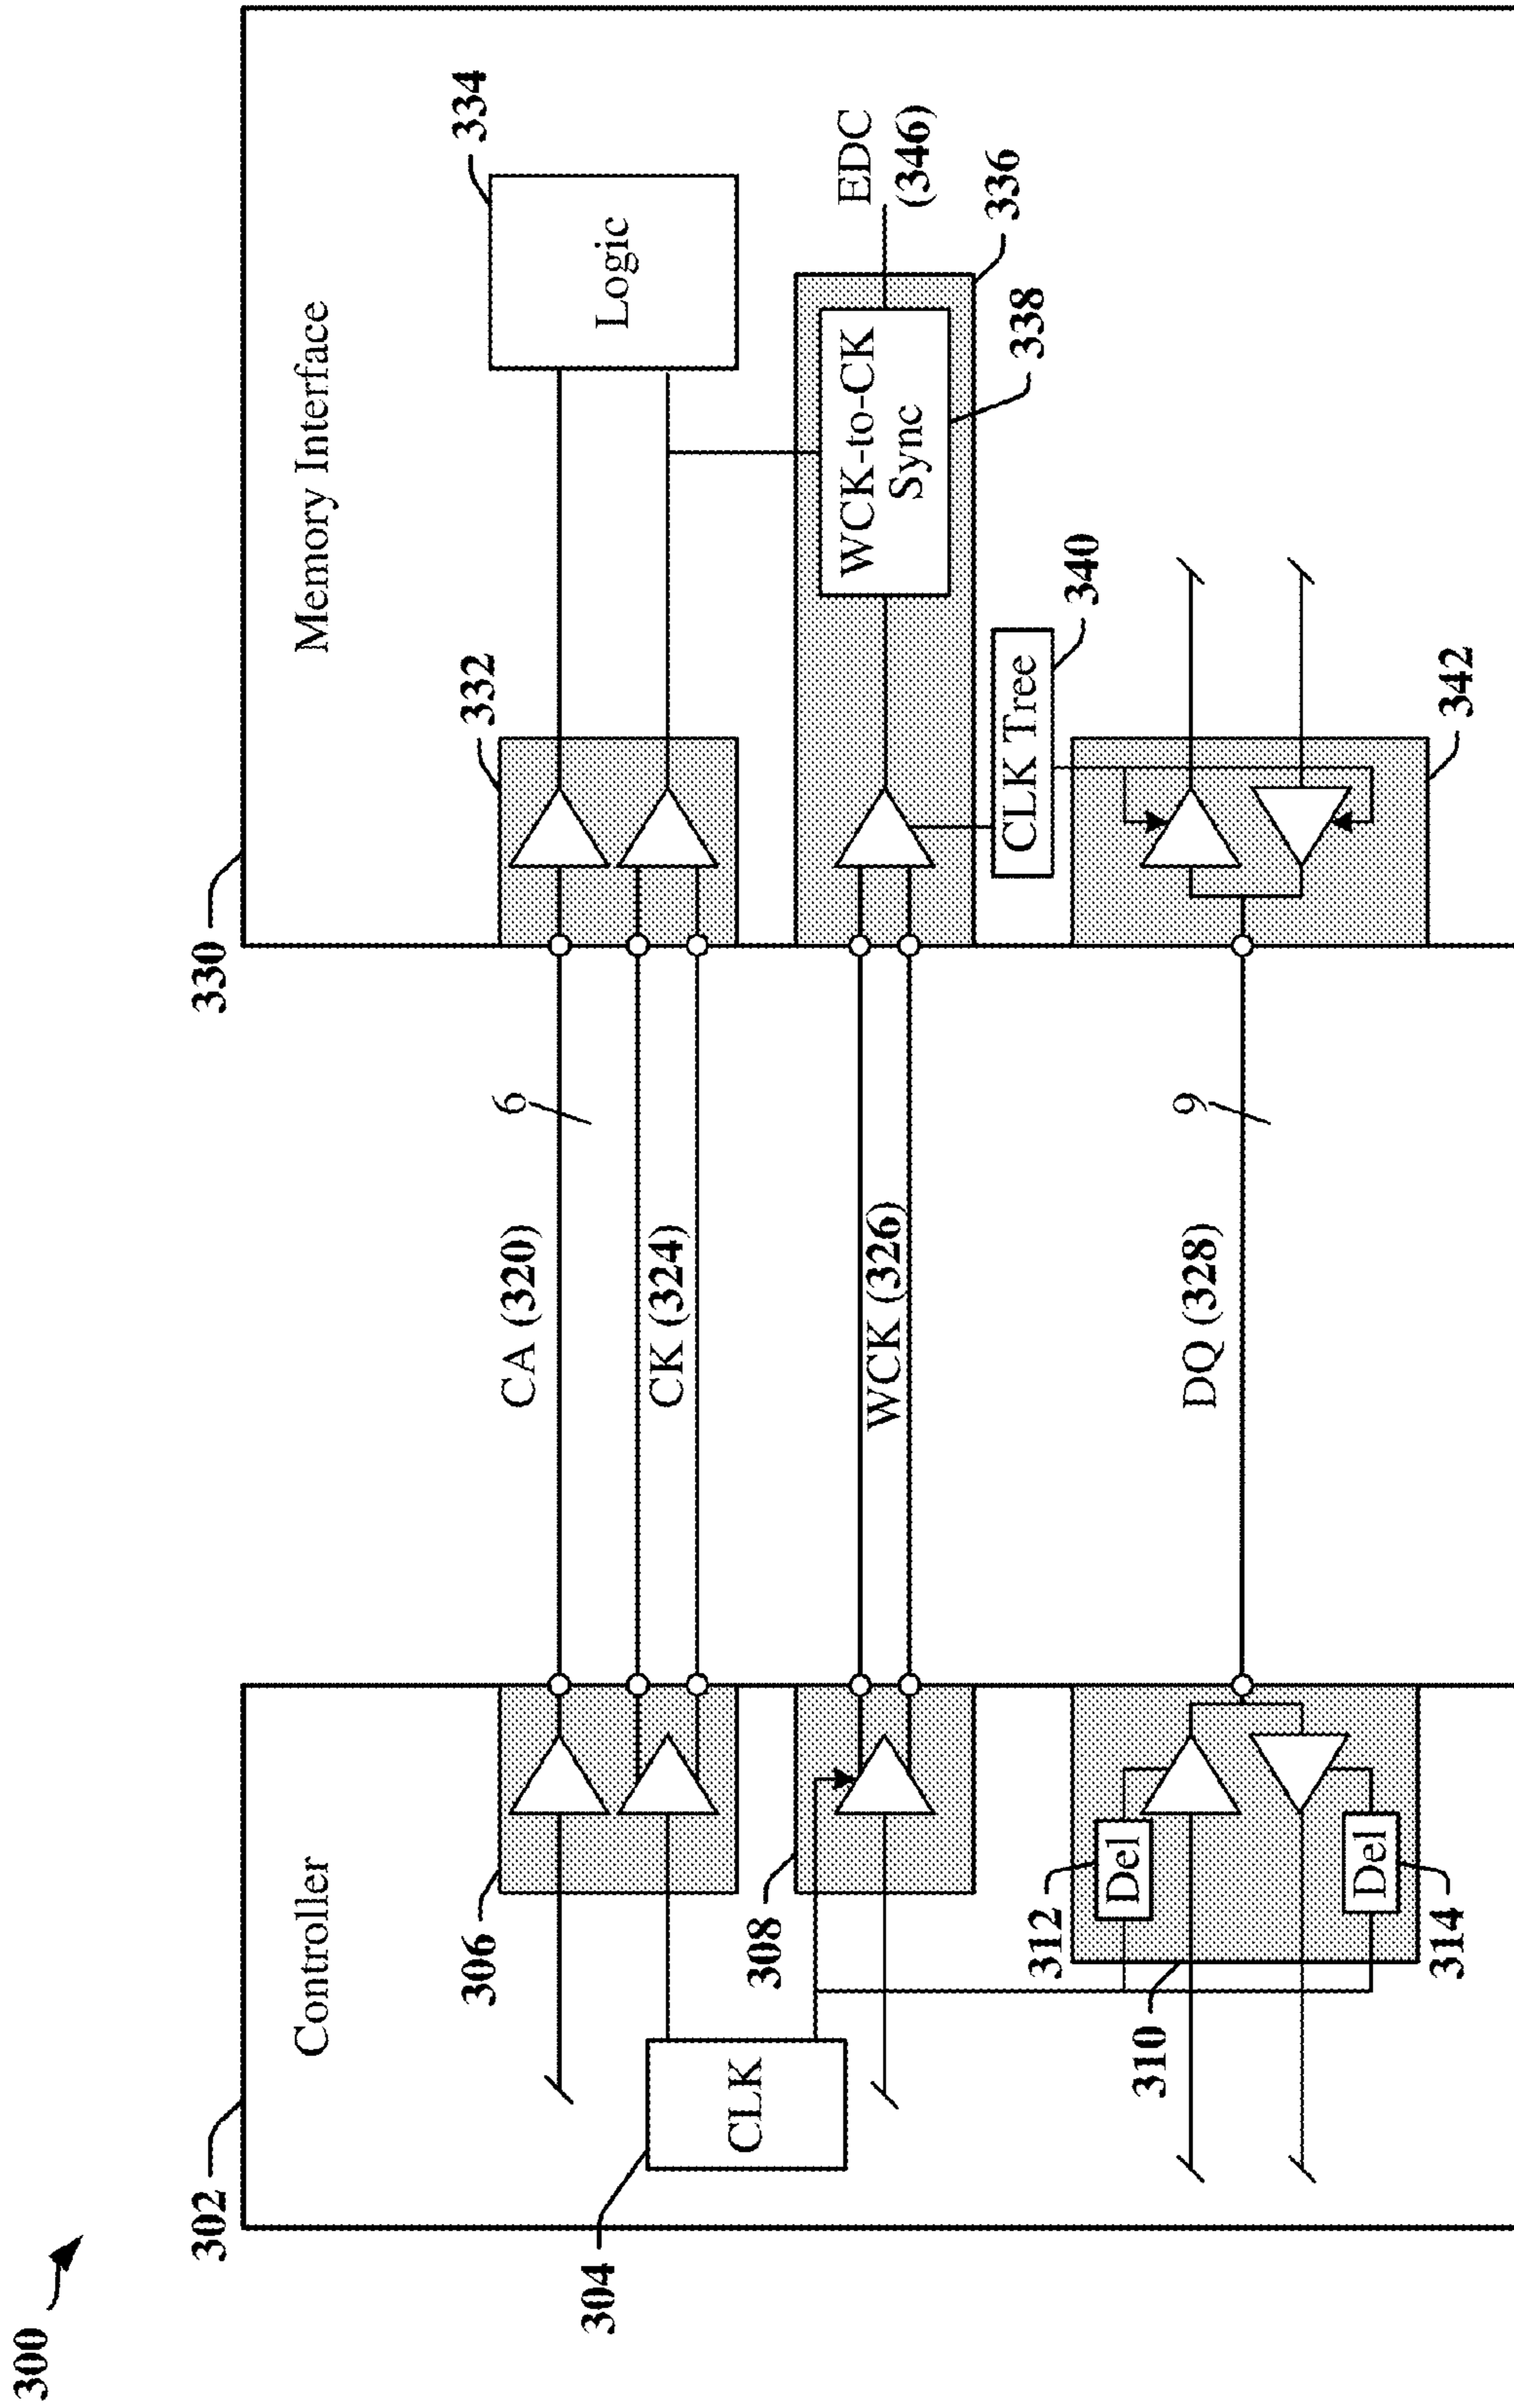 300
302
Controller
304
CLK
306
308
310
312
Del
Del
314
CA (320)
6
CK (324)
WCK (326)
DQ (328)
9
330
Memory Interface
332
334
Logic
EDC
(346)
336
WCK-to-CK
Sync
338
CLK Tree
340
342